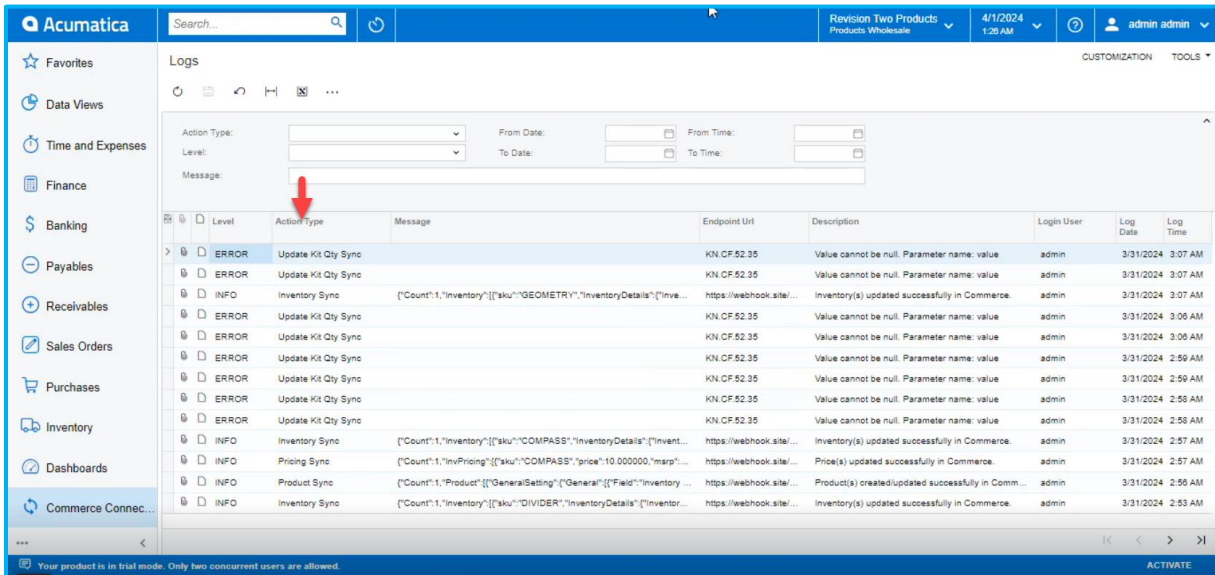 Acumatica
Search...
Revision Two Products
Products Wholesale
4/1/2024
1:26 AM
admin admin
Favorites
Data Views
Time and Expenses
Finance
Banking
Payables
Receivables
Sales Orders
Purchases
Inventory
Dashboards
Commerce Connec...
Logs
CUSTOMIZATION TOOLS
Action Type: From Date: From Time:
Level: To Date: To Time:
Message:
Level Action Type Message Endpoint Url Description Login User Log Date Log Time
ERROR Update Kit Qty Sync KN.CF.52.35 Value cannot be null. Parameter name: value admin 3/31/2024 3:07 AM
ERROR Update Kit Qty Sync KN.CF.52.35 Value cannot be null. Parameter name: value admin 3/31/2024 3:07 AM
INFO Inventory Sync {"Count":1,"Inventory":[{"sku":"GEOMETRY","InventoryDetails":{"Inve... https://webhook.site/... Inventory(s) updated successfully in Commerce. admin 3/31/2024 3:07 AM
ERROR Update Kit Qty Sync KN.CF.52.35 Value cannot be null. Parameter name: value admin 3/31/2024 3:06 AM
ERROR Update Kit Qty Sync KN.CF.52.35 Value cannot be null. Parameter name: value admin 3/31/2024 3:06 AM
ERROR Update Kit Qty Sync KN.CF.52.35 Value cannot be null. Parameter name: value admin 3/31/2024 2:59 AM
ERROR Update Kit Qty Sync KN.CF.52.35 Value cannot be null. Parameter name: value admin 3/31/2024 2:59 AM
ERROR Update Kit Qty Sync KN.CF.52.35 Value cannot be null. Parameter name: value admin 3/31/2024 2:58 AM
ERROR Update Kit Qty Sync KN.CF.52.35 Value cannot be null. Parameter name: value admin 3/31/2024 2:58 AM
INFO Inventory Sync {"Count":1,"Inventory":[{"sku":"COMPASS","InventoryDetails":{"Invent... https://webhook.site/... Inventory(s) updated successfully in Commerce. admin 3/31/2024 2:57 AM
INFO Pricing Sync {"Count":1,"InvPricing":[{"sku":"COMPASS","price":10.000000,"msrp":... https://webhook.site/... Price(s) updated successfully in Commerce. admin 3/31/2024 2:57 AM
INFO Product Sync {"Count":1,"Product":[{"GeneralSetting":{"General":[{"Field":"Inventory ... https://webhook.site/... Product(s) created/updated successfully in Comm... admin 3/31/2024 2:56 AM
INFO Inventory Sync {"Count":1,"Inventory":[{"sku":"DIVIDER","InventoryDetails":{"Inventor... https://webhook.site/... Inventory(s) updated successfully in Commerce. admin 3/31/2024 2:53 AM
Your product is in trial mode. Only two concurrent users are allowed.
ACTIVATE